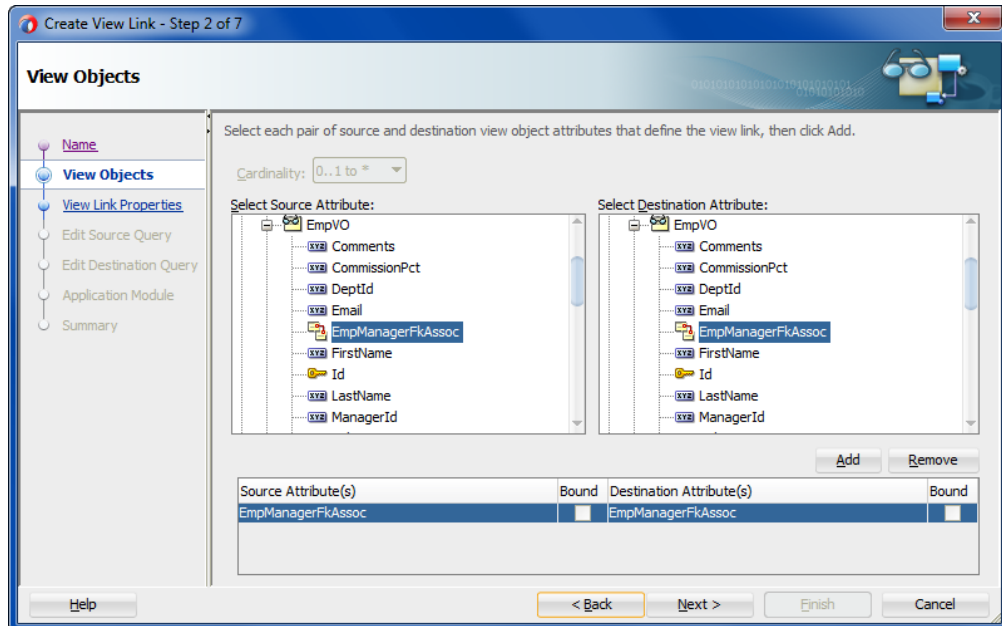 Create View Link - Step 2 of 7
View Objects
Name
View Objects
View Link Properties
Edit Source Query
Edit Destination Query
Application Module
Summary
Select each pair of source and destination view object attributes that define the view link, then click Add.
Cardinality: 0..1 to *
Select Source Attribute:
EmpVO
Comments
CommissionPct
DeptId
Email
EmpManagerFkAssoc
FirstName
Id
LastName
ManagerId
Select Destination Attribute:
EmpVO
Comments
CommissionPct
DeptId
Email
EmpManagerFkAssoc
FirstName
Id
LastName
ManagerId
Add Remove
Source Attribute(s) Bound Destination Attribute(s) Bound
EmpManagerFkAssoc EmpManagerFkAssoc
Help < Back Next > Finish Cancel